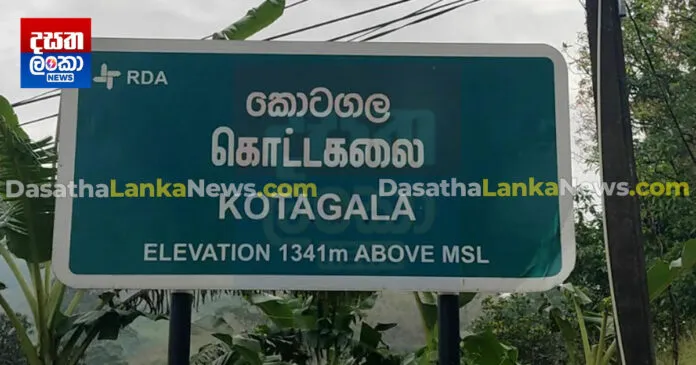 දසත
ලංකා
NEWS
RDA
කොටගල
கொட்டகலை
DasathaLankaNews.com DasathaLankaNews.com
KOTAGALA
ELEVATION 1341m ABOVE MSL